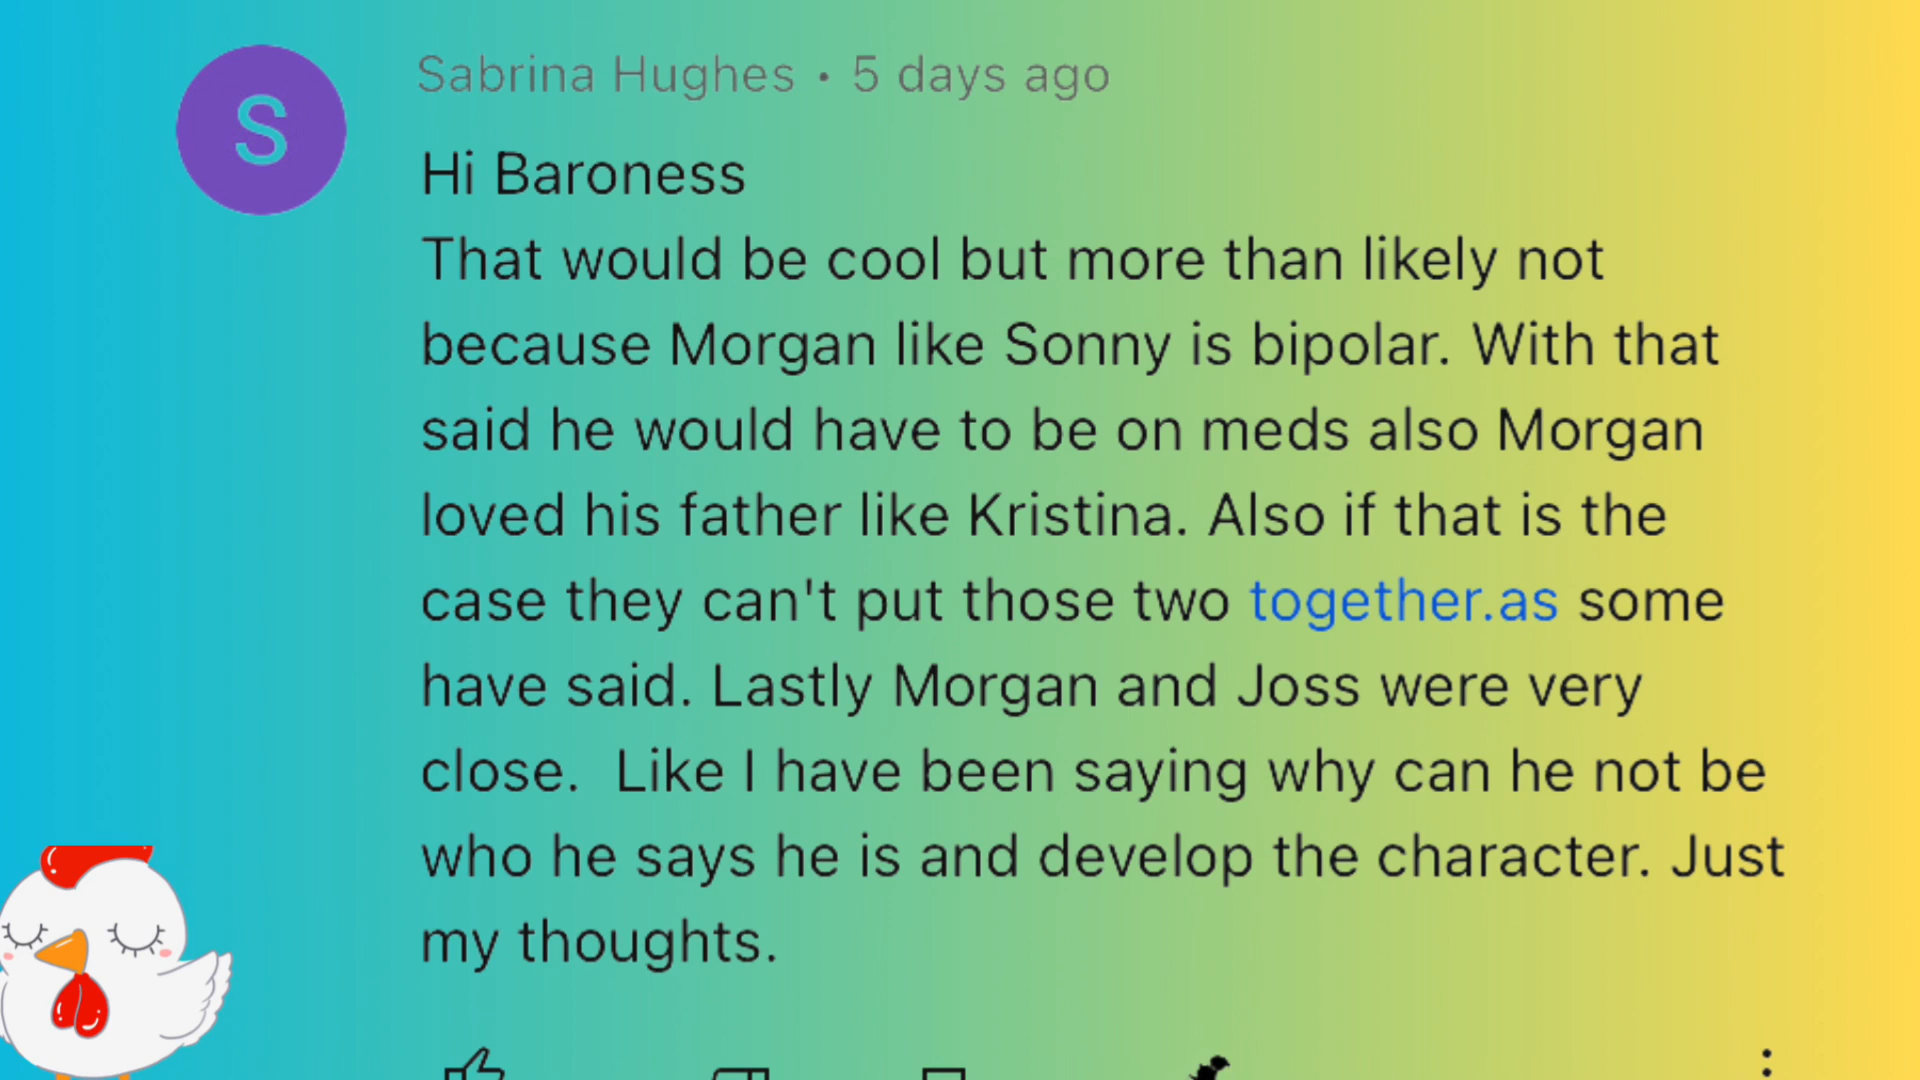 S
Sabrina Hughes • 5 days ago
Hi Baroness
That would be cool but more than likely not
because Morgan like Sonny is bipolar. With that
said he would have to be on meds also Morgan
loved his father like Kristina. Also if that is the
case they can't put those two together.as some
have said. Lastly Morgan and Joss were very
close.  Like I have been saying why can he not be
who he says he is and develop the character. Just
my thoughts.